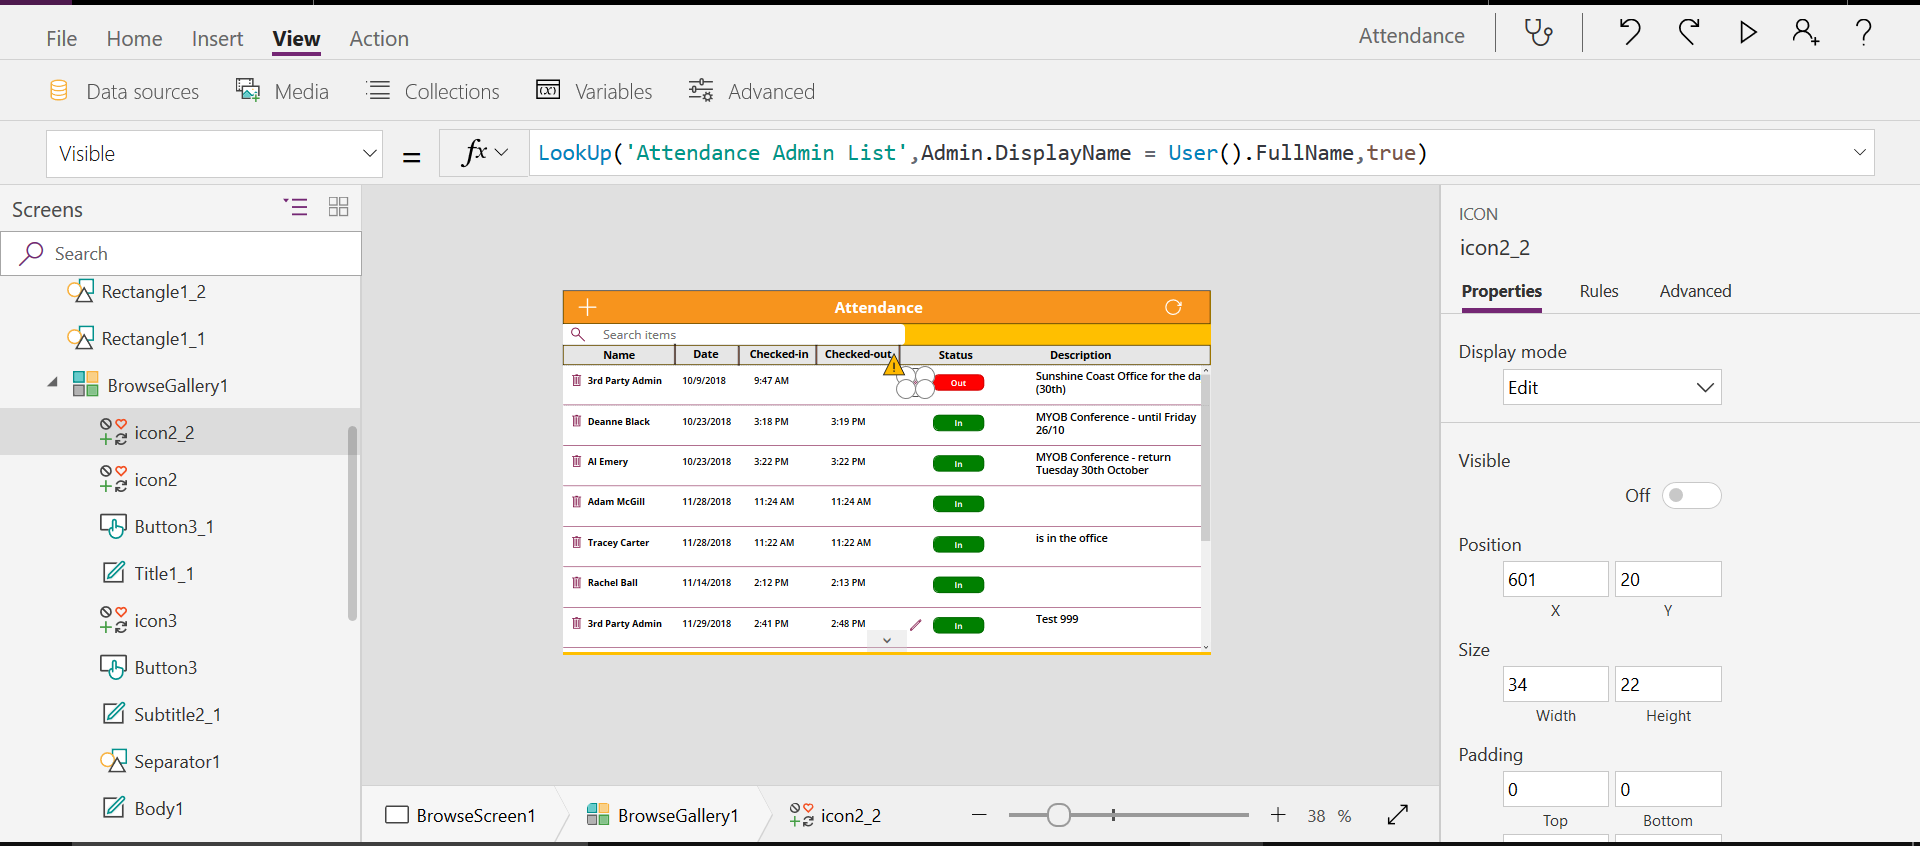 File Home Insert View Action Attendance
Data sources Media Collections Variables Advanced
Visible = fx LookUp('Attendance Admin List',Admin.DisplayName = User().FullName,true)
Screens
Search
Rectangle1_2
Rectangle1_1
BrowseGallery1
icon2_2
icon2
Button3_1
Title1_1
icon3
Button3
Subtitle2_1
Separator1
Body1
Attendance
Search items
Name Date Checked-in Checked-out Status Description
3rd Party Admin 10/9/2018 9:47 AM Out Sunshine Coast Office for the da
(30th)
Deanne Black 10/23/2018 3:18 PM 3:19 PM In MYOB Conference - until Friday
26/10
Al Emery 10/23/2018 3:22 PM 3:22 PM In MYOB Conference - return
Tuesday 30th October
Adam McGill 11/28/2018 11:24 AM 11:24 AM In
Tracey Carter 11/28/2018 11:22 AM 11:22 AM In is in the office
Rachel Ball 11/14/2018 2:12 PM 2:13 PM In
3rd Party Admin 11/29/2018 2:41 PM 2:48 PM In Test 999
BrowseScreen1 BrowseGallery1 icon2_2 38 %
ICON
icon2_2
Properties Rules Advanced
Display mode
Edit
Visible
Off
Position
601 20
X Y
Size
34 22
Width Height
Padding
0 0
Top Bottom